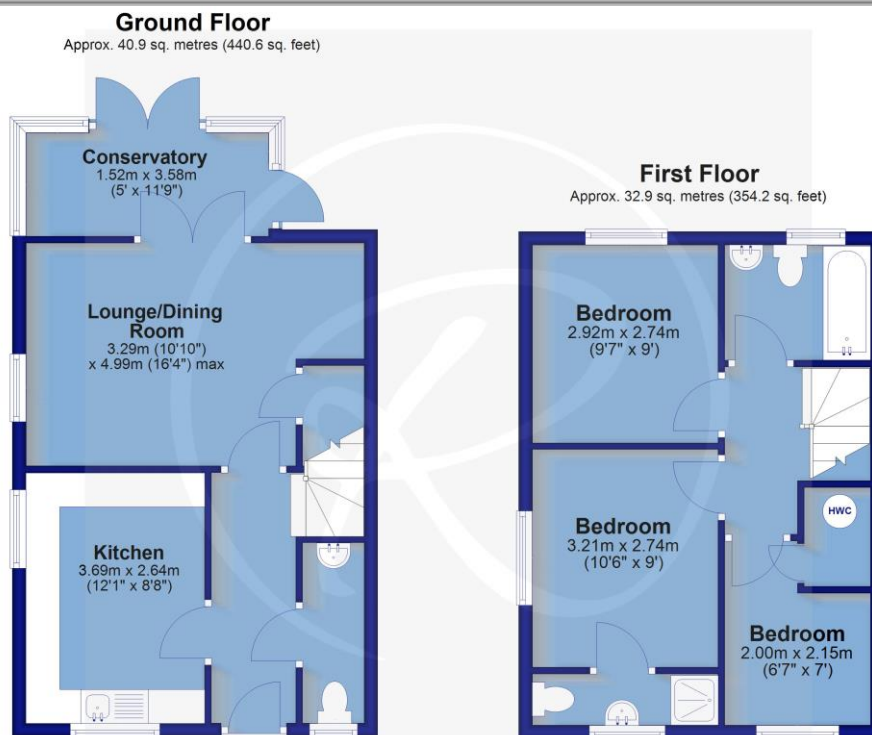 Ground Floor
Approx. 40.9 sq. metres (440.6 sq. feet)
Conservatory
1.52m x 3.58m
(5' x 11'9")
Lounge/Dining
Room
3.29m (10'10")
x 4.99m (16'4") max
Kitchen
3.69m x 2.64m
(12'1" x 8'8")
First Floor
Approx. 32.9 sq. metres (354.2 sq. feet)
Bedroom
2.92m x 2.74m
(9'7" x 9')
Bedroom
3.21m x 2.74m
(10'6" x 9')
HWC
Bedroom
2.00m x 2.15m
(6'7" x 7')
R